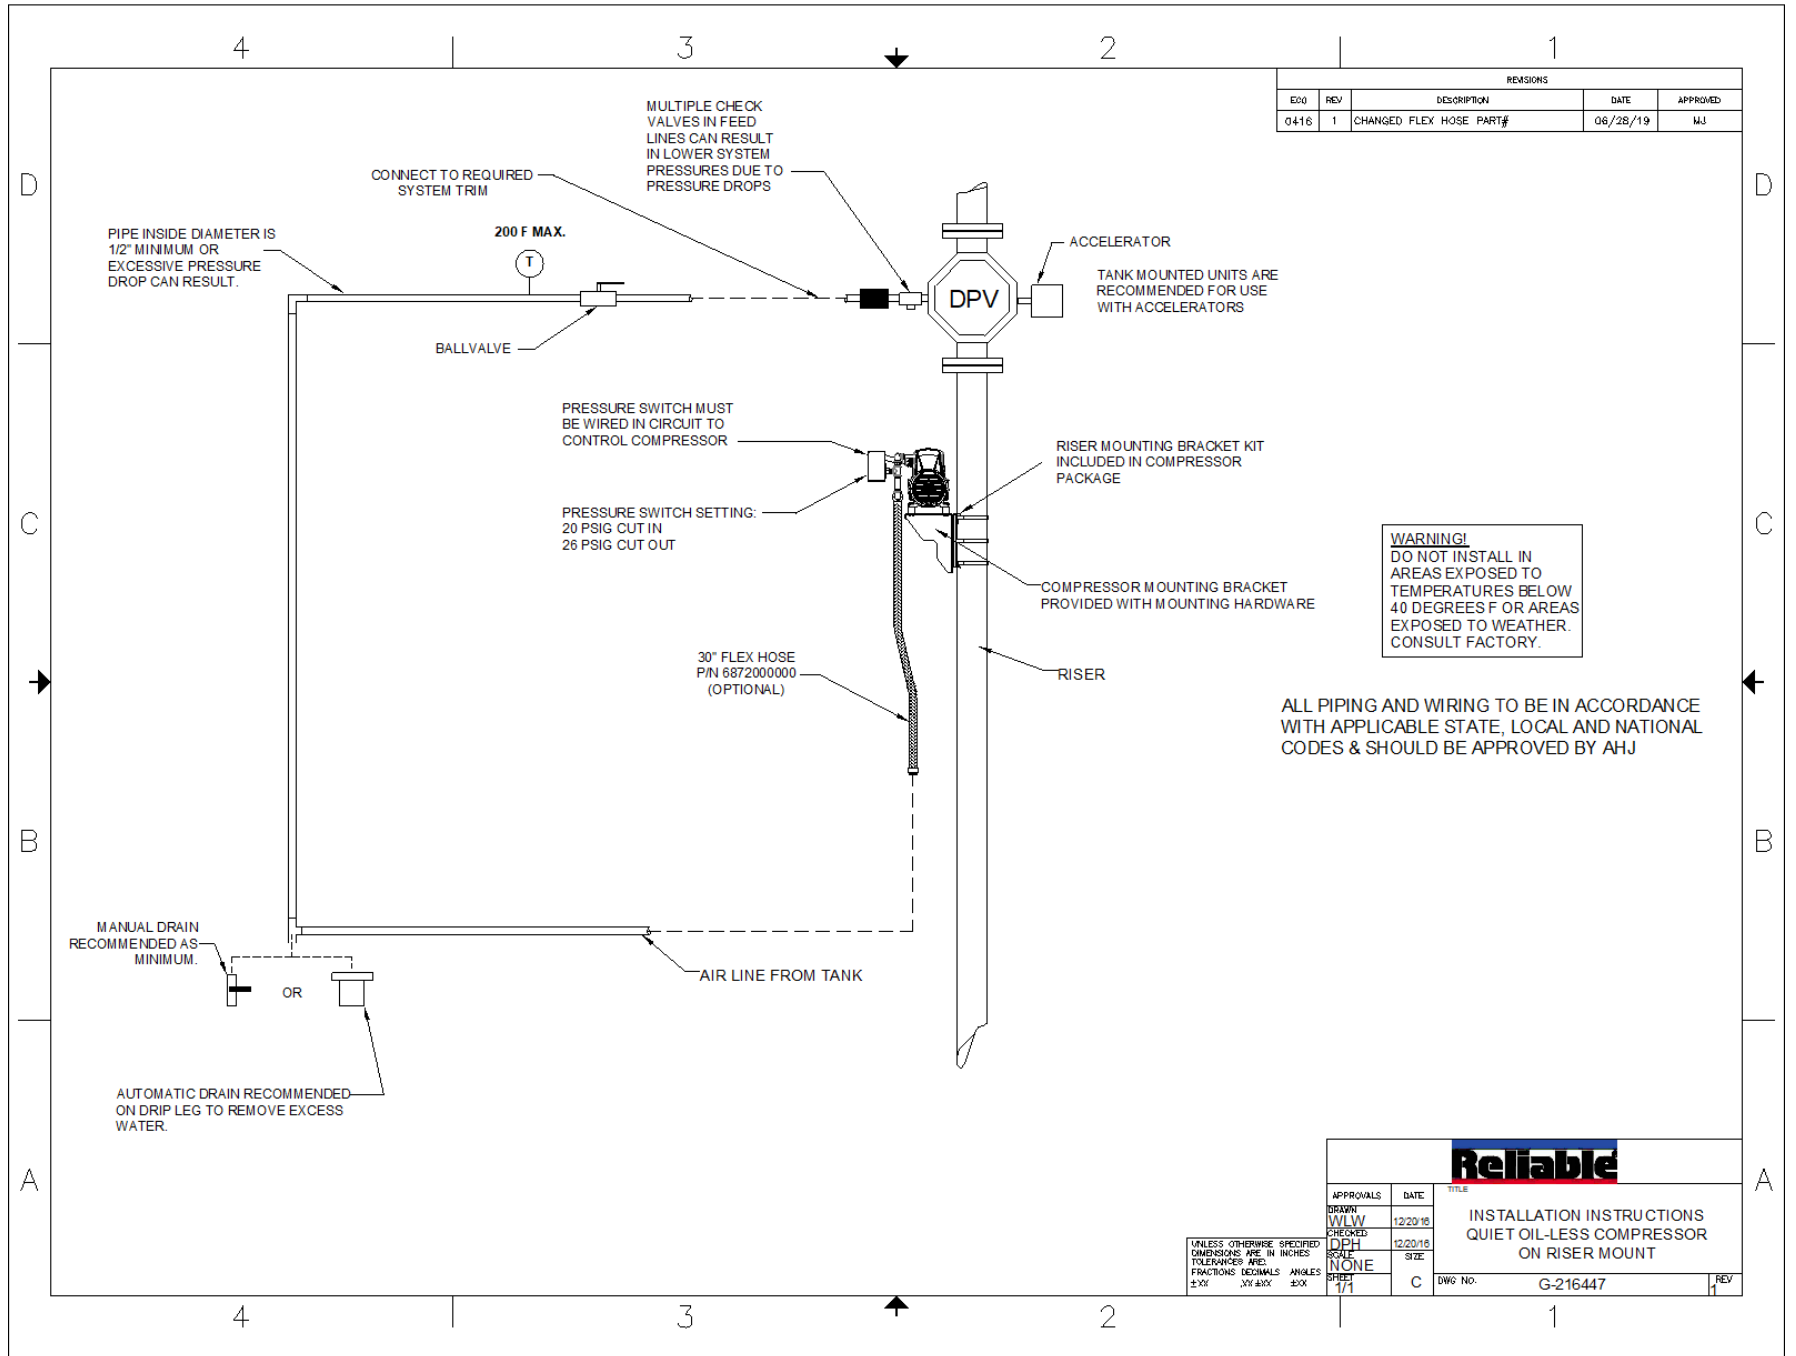 4
3
2
1
REVISIONS
ECO REV DESCRIPTION DATE APPROVED
0416 1 CHANGED FLEX HOSE PART# 06/28/19 MJ
D
D
MULTIPLE CHECK
VALVES IN FEED
LINES CAN RESULT
IN LOWER SYSTEM
PRESSURES DUE TO
PRESSURE DROPS
CONNECT TO REQUIRED
SYSTEM TRIM
PIPE INSIDE DIAMETER IS
1/2" MINIMUM OR
EXCESSIVE PRESSURE
DROP CAN RESULT.
200 F MAX.
T
ACCELERATOR
TANK MOUNTED UNITS ARE
RECOMMENDED FOR USE
WITH ACCELERATORS
DPV
BALLVALVE
PRESSURE SWITCH MUST
BE WIRED IN CIRCUIT TO
CONTROL COMPRESSOR
RISER MOUNTING BRACKET KIT
INCLUDED IN COMPRESSOR
PACKAGE
C
C
PRESSURE SWITCH SETTING:
20 PSIG CUT IN
26 PSIG CUT OUT
WARNING!
DO NOT INSTALL IN
AREAS EXPOSED TO
TEMPERATURES BELOW
40 DEGREES F OR AREAS
EXPOSED TO WEATHER.
CONSULT FACTORY.
COMPRESSOR MOUNTING BRACKET
PROVIDED WITH MOUNTING HARDWARE
30" FLEX HOSE
P/N 6872000000
(OPTIONAL)
RISER
ALL PIPING AND WIRING TO BE IN ACCORDANCE
WITH APPLICABLE STATE, LOCAL AND NATIONAL
CODES & SHOULD BE APPROVED BY AHJ
B
B
MANUAL DRAIN
RECOMMENDED AS
MINIMUM.
OR
AIR LINE FROM TANK
AUTOMATIC DRAIN RECOMMENDED
ON DRIP LEG TO REMOVE EXCESS
WATER.
A
A
Reliable
APPROVALS DATE
DRAWN
WLW 12/20/16
CHECKED
DPH 12/20/16
SCALE
NONE
SIZE
C
SHEET
1/1
TITLE
INSTALLATION INSTRUCTIONS
QUIET OIL-LESS COMPRESSOR
ON RISER MOUNT
DWG NO. G-216447
REV
1
UNLESS OTHERWISE SPECIFIED
DIMENSIONS ARE IN INCHES
TOLERANCES ARE:
FRACTIONS DECIMALS ANGLES
±XX .XX ±XX ±XX
4
3
2
1